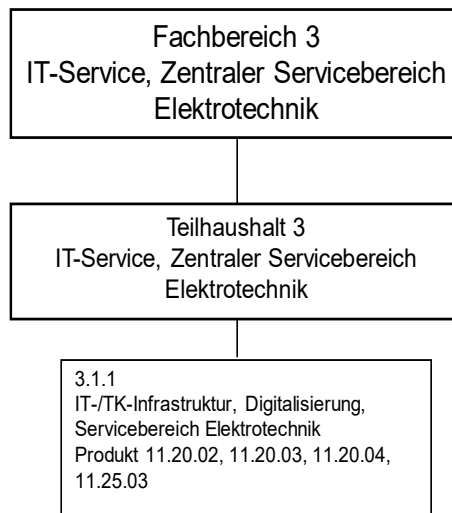 Fachbereich 3
IT-Service, Zentraler Servicebereich
Elektrotechnik
Teilhaushalt 3
IT-Service, Zentraler Servicebereich
Elektrotechnik
3.1.1
IT-/TK-Infrastruktur, Digitalisierung,
Servicebereich Elektrotechnik
Produkt 11.20.02, 11.20.03, 11.20.04,
11.25.03